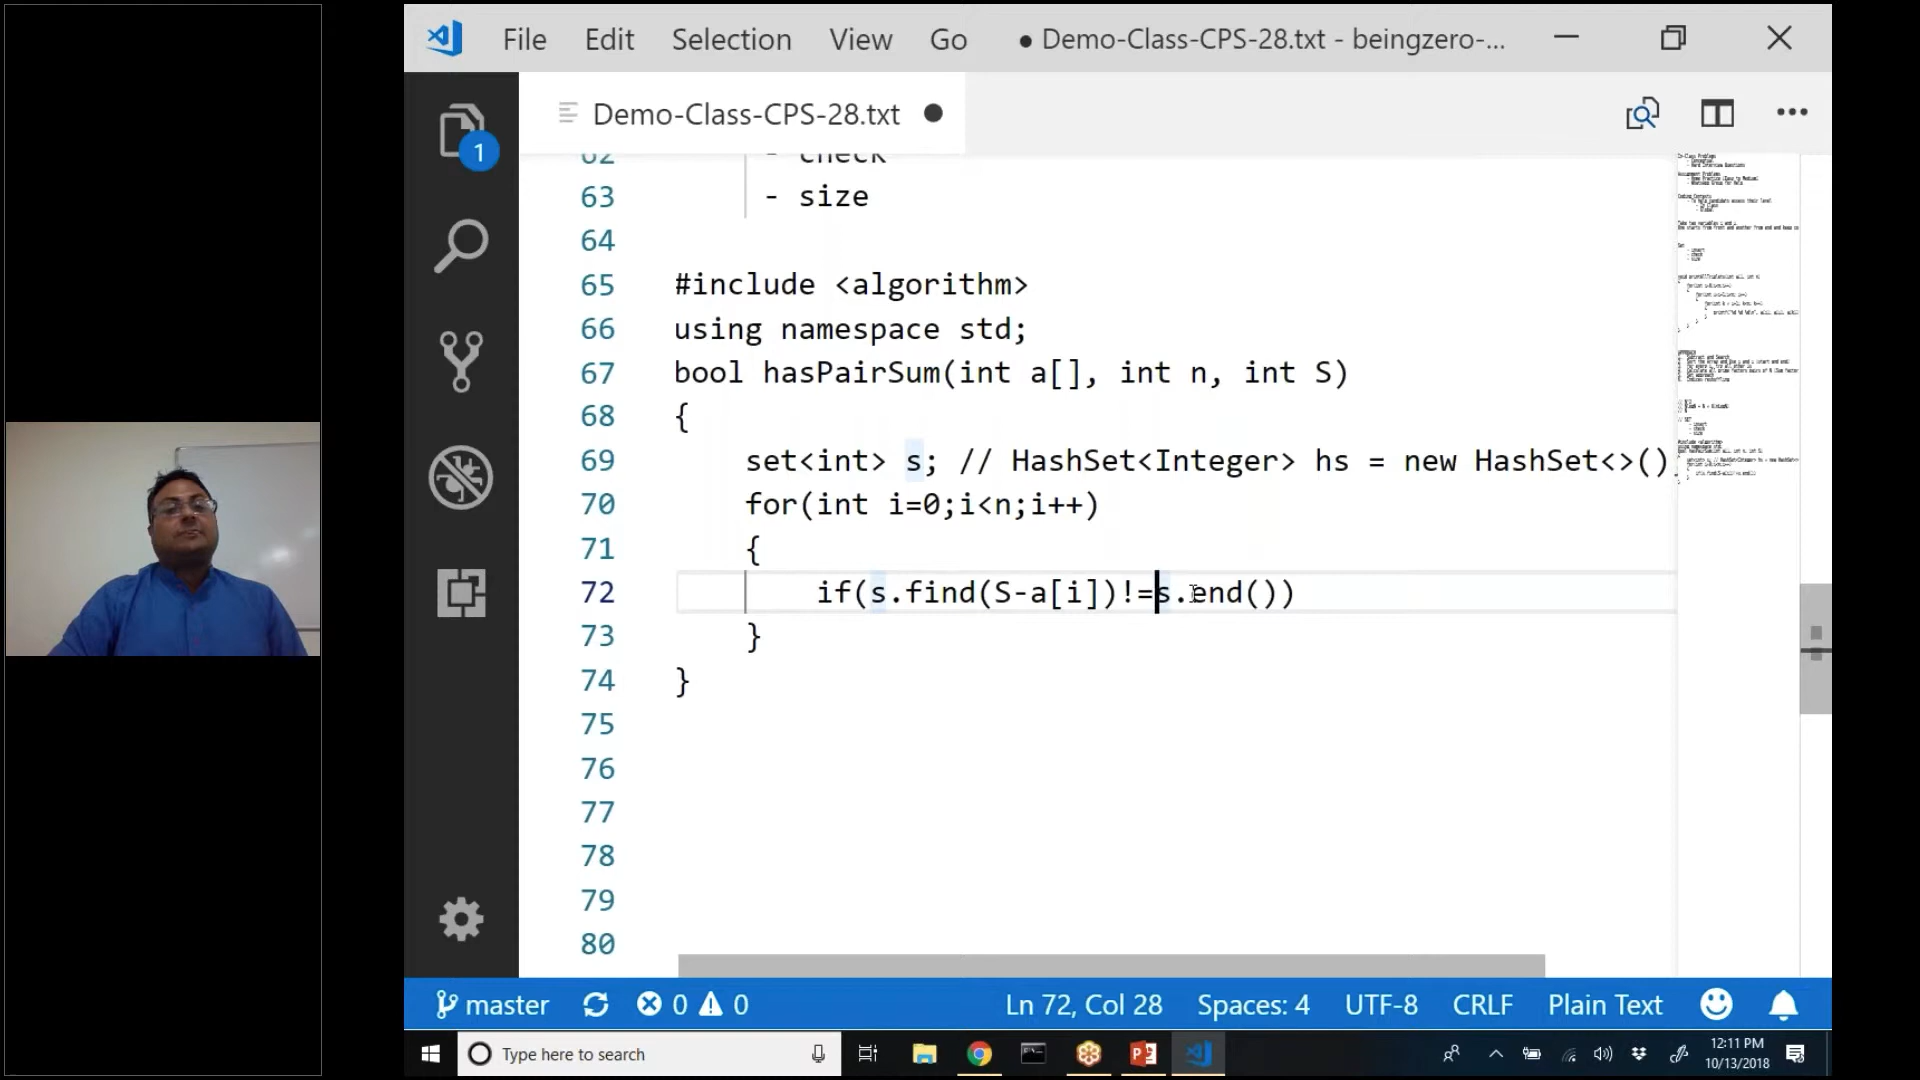 File Edit Selection View Go ● Demo-Class-CPS-28.txt - beingzero-...
Demo-Class-CPS-28.txt
1
62 - check
63 - size
64
65 #include <algorithm>
66 using namespace std;
67 bool hasPairSum(int a[], int n, int S)
68 {
69 set<int> s; // HashSet<Integer> hs = new HashSet<>()
70 for(int i=0;i<n;i++)
71 {
72 if(s.find(S-a[i])!=s.end())
73 }
74 }
75
76
77
78
79
80
master 0 0 Ln 72, Col 28 Spaces: 4 UTF-8 CRLF Plain Text
Type here to search
12:11 PM
10/13/2018